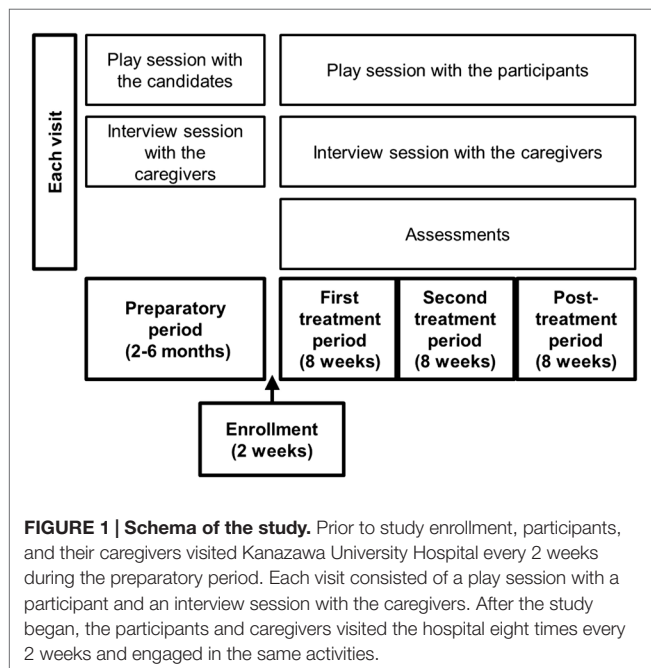 Each visit
Play session with
the candidates
Play session with the participants
Interview session
with the
caregivers
Interview session with the caregivers
Assessments
Preparatory
period
(2-6 months)
First
treatment
period
(8 weeks)
Second
treatment
period
(8 weeks)
Post-
treatment
period
(8 weeks)
Enrollment
(2 weeks)
FIGURE 1 | Schema of the study. Prior to study enrollment, participants,
and their caregivers visited Kanazawa University Hospital every 2 weeks
during the preparatory period. Each visit consisted of a play session with a
participant and an interview session with the caregivers. After the study
began, the participants and caregivers visited the hospital eight times every
2 weeks and engaged in the same activities.